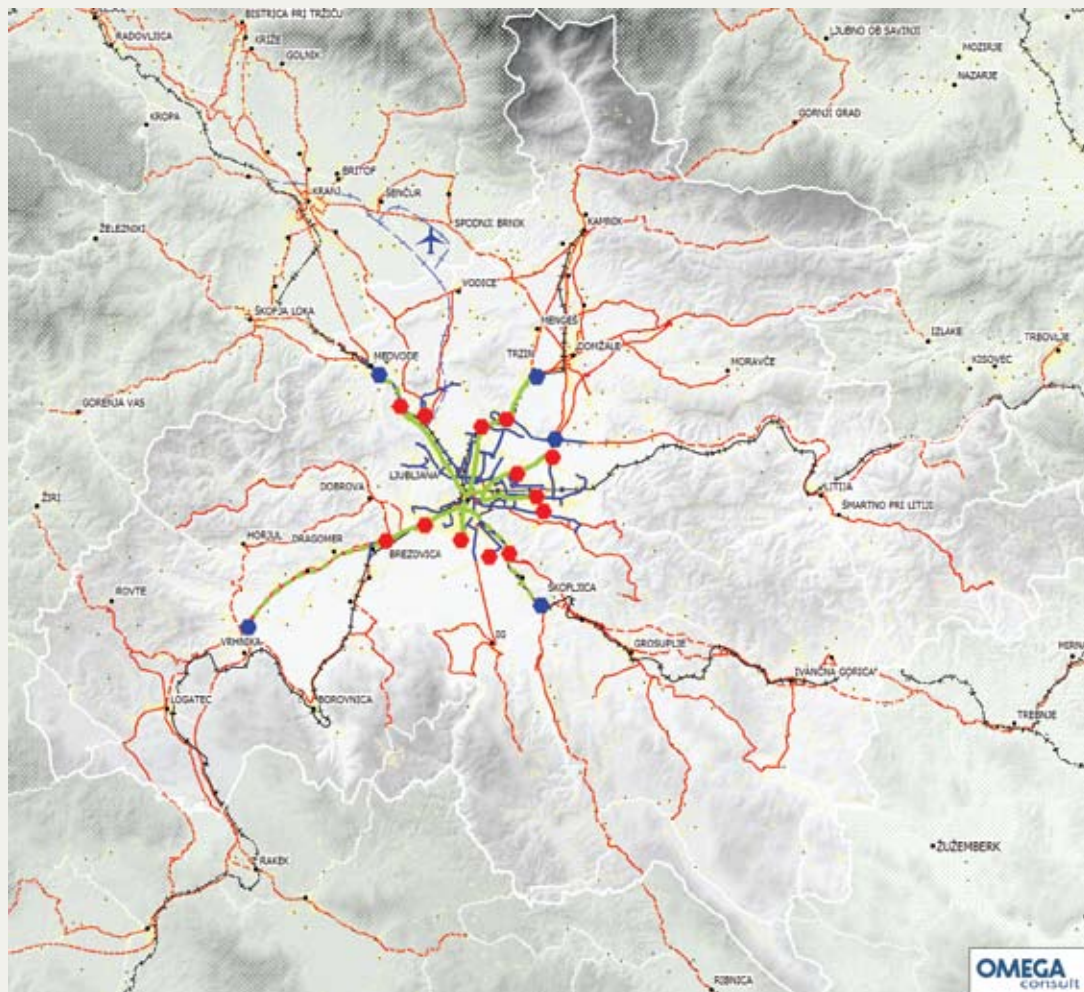 BISTRICA PRI TRŽIČU
RADOVLJICA
KRIŽE
GOLNIK
LJUBNO OB SAVINJI
MOZIRJE
NAZARJE
KROPA
GORNJI GRAD
BRITOF
KRANJ
ŠENČUR
SPODNJI BRNIK
KAMNIK
ŽELEZNIKI
VODICE
ŠKOFJA LOKA
MENGEŠ
IZLAKE
TRBOVLJE
MEDVODE
TRZIN
DOMŽALE
MORAVČE
KISOVEC
GORENJA VAS
LJUBLJANA
DOBROVA
LITIJA
ŽIRI
ŠMARTNO PRI LITIJI
HORJUL
DRAGOMER
BREZOVICA
ŠKOFLJICA
ROVTE
VRHNIKA
IG
GROSUPLJE
MIRNA
IVANČNA GORICA
LOGATEC
BOROVNICA
TREBNJE
ŽUŽEMBERK
RAKEK
RIBNICA
OMEGA
consult